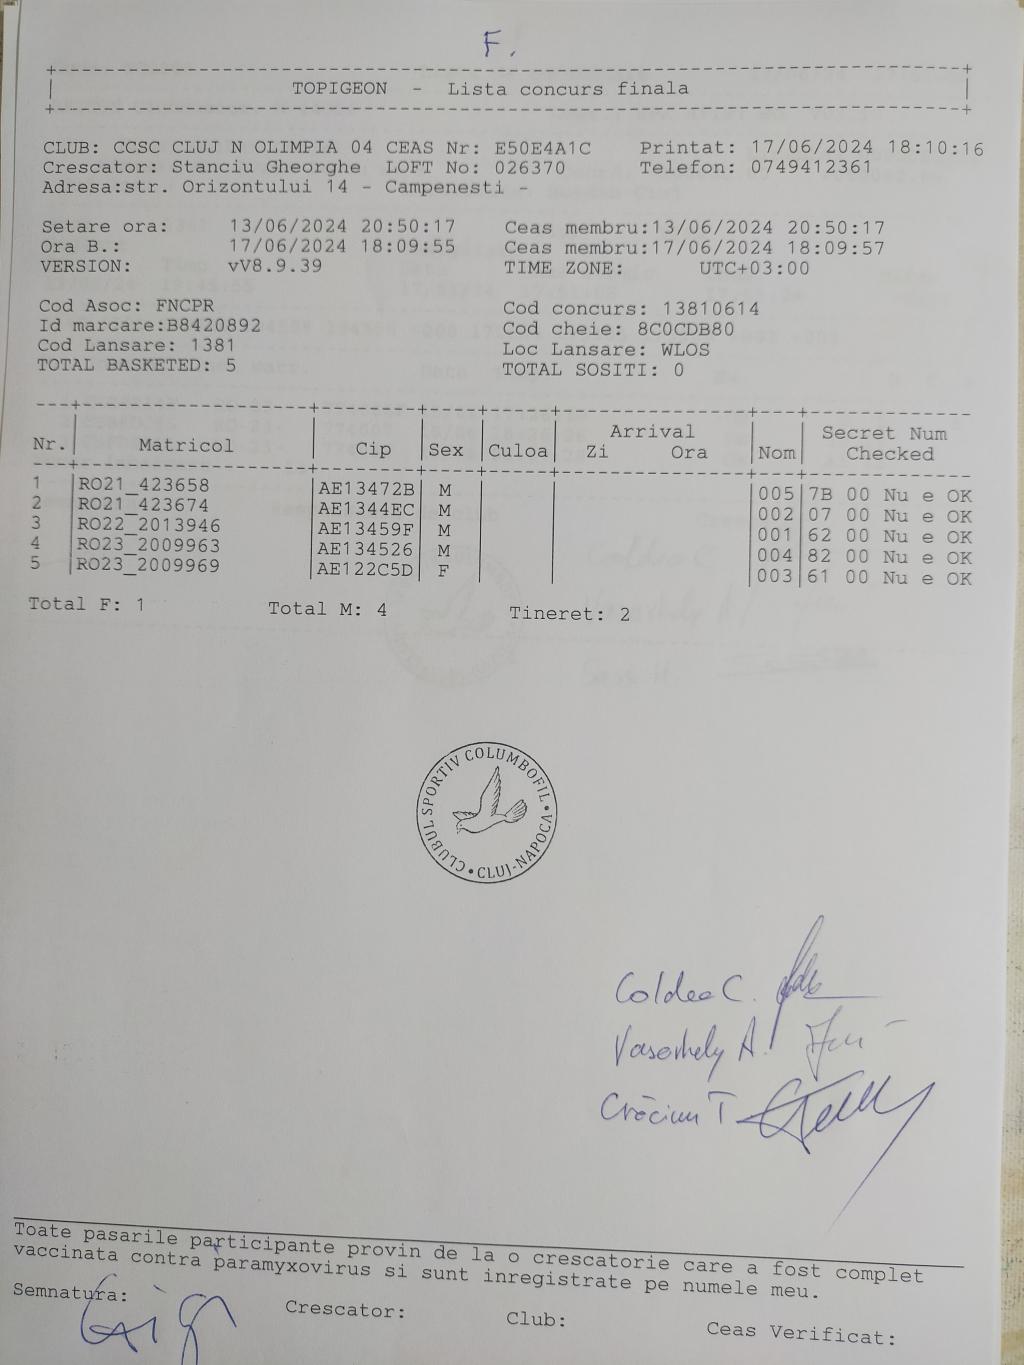 F.
TOPIGEON - Lista concurs finala
CLUB: CCSC CLUJ N OLIMPIA 04 CEAS Nr: E50E4A1C Printat: 17/06/2024 18:10:16
Crescator: Stanciu Gheorghe LOFT No: 026370 Telefon: 0749412361
Adresa:str. Orizontului 14 - Campenesti -
Setare ora: 13/06/2024 20:50:17 Ceas membru:13/06/2024 20:50:17
Ora B.: 17/06/2024 18:09:55 Ceas membru:17/06/2024 18:09:57
VERSION: vV8.9.39 TIME ZONE: UTC+03:00
Cod Asoc: FNCPR Cod concurs: 13810614
Id marcare:B8420892 Cod cheie: 8C0CDB80
Cod Lansare: 1381 Loc Lansare: WLOS
TOTAL BASKETED: 5 TOTAL SOSITI: 0
Arrival Secret Num
Nr. Matricol Cip Sex Culoa Zi Ora Nom Checked
1 RO21_423658 AE13472B M 005 7B 00 Nu e OK
2 RO21_423674 AE1344EC M 002 07 00 Nu e OK
3 RO22_2013946 AE13459F M 001 62 00 Nu e OK
4 RO23_2009963 AE134526 M 004 82 00 Nu e OK
5 RO23_2009969 AE122C5D F 003 61 00 Nu e OK
Total F: 1 Total M: 4 Tineret: 2
CLUBUL SPORTIV COLUMBOFIL • CLUJ-NAPOCA •
Coldea C.
Vasarhely A.
Crăciun T
Toate pasarile participante provin de la o crescatorie care a fost complet
vaccinata contra paramyxovirus si sunt inregistrate pe numele meu.
Semnatura: Crescator: Club: Ceas Verificat: